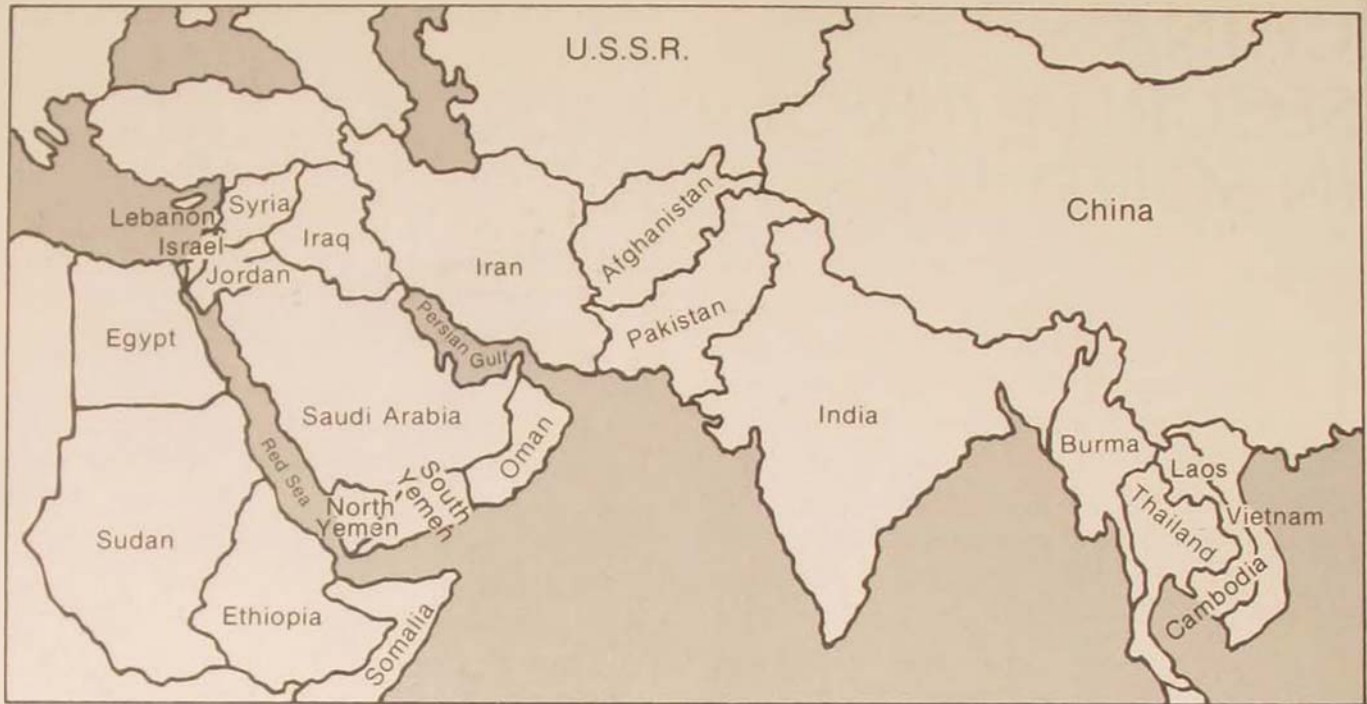 U.S.S.R.
China
Lebanon
Syria
Israel
Iraq
Jordan
Iran
Afghanistan
Egypt
Persian
Gulf
Pakistan
Saudi Arabia
Oman
India
Red Sea
North
Yemen
South
Yemen
Burma
Laos
Thailand
Vietnam
Cambodia
Sudan
Ethiopia
Somalia